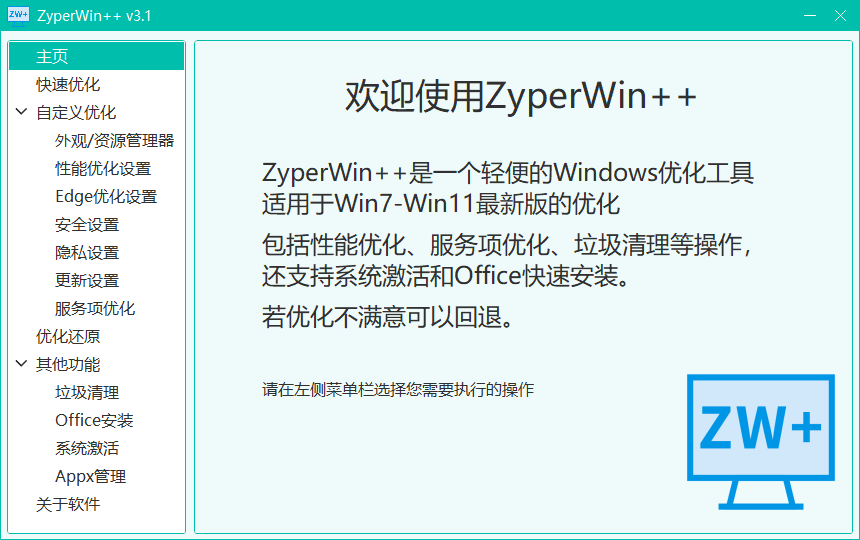 ZW+ ZyperWin++ v3.1
主页
快速优化
自定义优化
外观/资源管理器
性能优化设置
Edge优化设置
安全设置
隐私设置
更新设置
服务项优化
优化还原
其他功能
垃圾清理
Office安装
系统激活
Appx管理
关于软件
欢迎使用ZyperWin++
ZyperWin++是一个轻便的Windows优化工具
适用于Win7-Win11最新版的优化
包括性能优化、服务项优化、垃圾清理等操作，
还支持系统激活和Office快速安装。
若优化不满意可以回退。
请在左侧菜单栏选择您需要执行的操作
ZW+